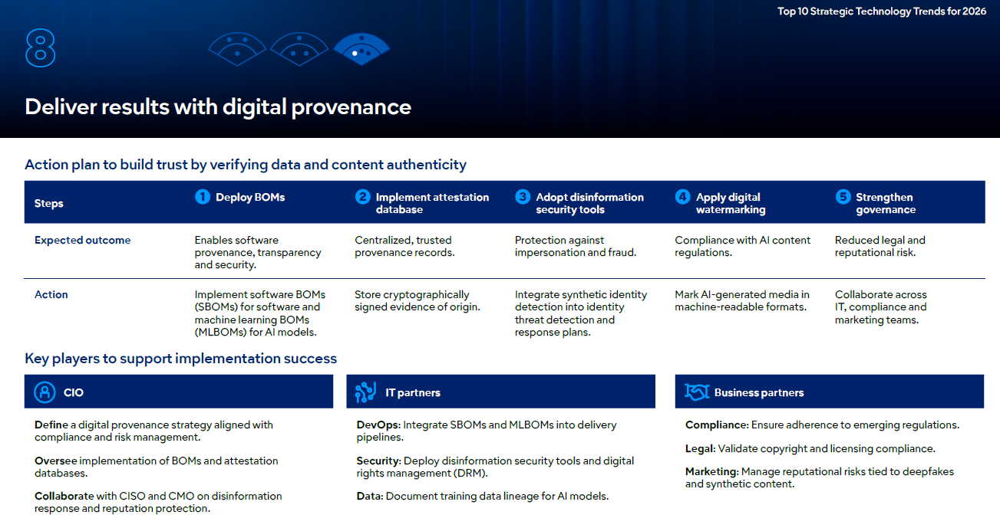 Top 10 Strategic Technology Trends for 2026
8
Deliver results with digital provenance
Action plan to build trust by verifying data and content authenticity
Steps
1 Deploy BOMs
2 Implement attestation
database
3 Adopt disinformation
security tools
4 Apply digital
watermarking
5 Strengthen
governance
Expected outcome
Enables software
provenance, transparency
and security.
Centralized, trusted
provenance records.
Protection against
impersonation and fraud.
Compliance with AI content
regulations.
Reduced legal and
reputational risk.
Action
Implement software BOMs
(SBOMs) for software and
machine learning BOMs
(MLBOMs) for AI models.
Store cryptographically
signed evidence of origin.
Integrate synthetic identity
detection into identity
threat detection and
response plans.
Mark AI-generated media in
machine-readable formats.
Collaborate across
IT, compliance and
marketing teams.
Key players to support implementation success
CIO
Define a digital provenance strategy aligned with
compliance and risk management.
Oversee implementation of BOMs and attestation
databases.
Collaborate with CISO and CMO on disinformation
response and reputation protection.
IT partners
DevOps: Integrate SBOMs and MLBOMs into delivery
pipelines.
Security: Deploy disinformation security tools and digital
rights management (DRM).
Data: Document training data lineage for AI models.
Business partners
Compliance: Ensure adherence to emerging regulations.
Legal: Validate copyright and licensing compliance.
Marketing: Manage reputational risks tied to deepfakes
and synthetic content.